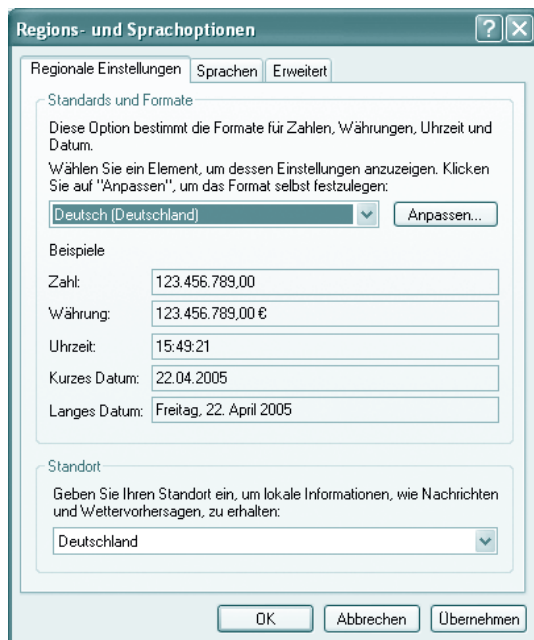 Regions- und Sprachoptionen
Regionale Einstellungen Sprachen Erweitert
Standards und Formate
Diese Option bestimmt die Formate für Zahlen, Währungen, Uhrzeit und
Datum.
Wählen Sie ein Element, um dessen Einstellungen anzuzeigen. Klicken
Sie auf "Anpassen", um das Format selbst festzulegen:
Deutsch (Deutschland) Anpassen...
Beispiele
Zahl: 123.456.789,00
Währung: 123.456.789,00 €
Uhrzeit: 15:49:21
Kurzes Datum: 22.04.2005
Langes Datum: Freitag, 22. April 2005
Standort
Geben Sie Ihren Standort ein, um lokale Informationen, wie Nachrichten
und Wettervorhersagen, zu erhalten:
Deutschland
OK Abbrechen Übernehmen